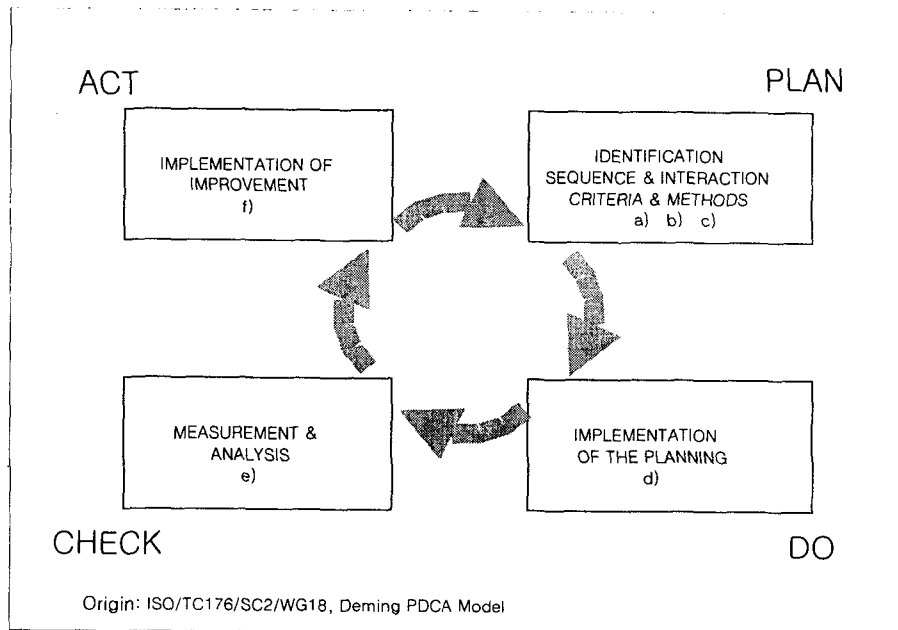 ACT
PLAN
IMPLEMENTATION OF
IMPROVEMENT
f)
IDENTIFICATION
SEQUENCE & INTERACTION
CRITERIA & METHODS
a) b) c)
MEASUREMENT &
ANALYSIS
e)
IMPLEMENTATION
OF THE PLANNING
d)
CHECK
DO
Origin: ISO/TC176/SC2/WG18, Deming PDCA Model